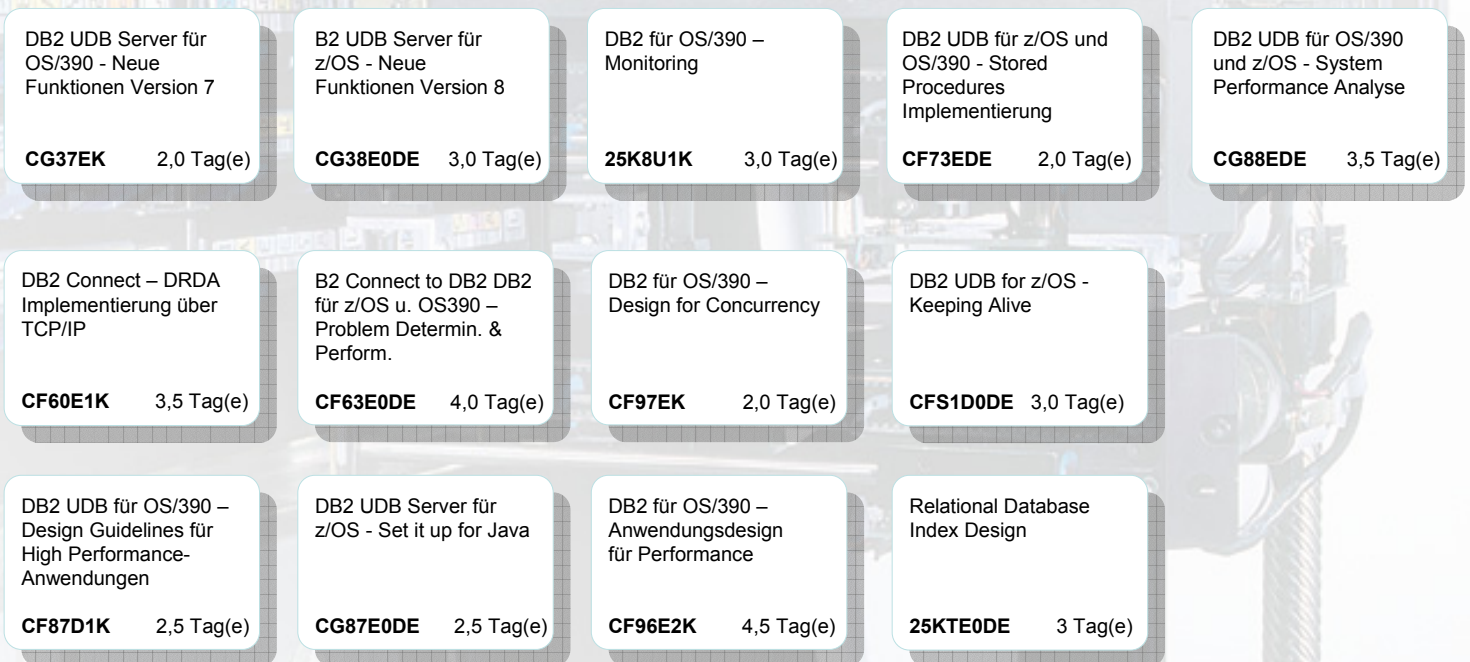 DB2 UDB Server für
OS/390 - Neue
Funktionen Version 7
CG37EK 2,0 Tag(e)
B2 UDB Server für
z/OS - Neue
Funktionen Version 8
CG38E0DE 3,0 Tag(e)
DB2 für OS/390 –
Monitoring
25K8U1K 3,0 Tag(e)
DB2 UDB für z/OS und
OS/390 - Stored
Procedures
Implementierung
CF73EDE 2,0 Tag(e)
DB2 UDB für OS/390
und z/OS - System
Performance Analyse
CG88EDE 3,5 Tag(e)
DB2 Connect – DRDA
Implementierung über
TCP/IP
CF60E1K 3,5 Tag(e)
B2 Connect to DB2 DB2
für z/OS u. OS390 –
Problem Determin. &
Perform.
CF63E0DE 4,0 Tag(e)
DB2 für OS/390 –
Design for Concurrency
CF97EK 2,0 Tag(e)
DB2 UDB for z/OS -
Keeping Alive
CFS1D0DE 3,0 Tag(e)
DB2 UDB für OS/390 –
Design Guidelines für
High Performance-
Anwendungen
CF87D1K 2,5 Tag(e)
DB2 UDB Server für
z/OS - Set it up for Java
CG87E0DE 2,5 Tag(e)
DB2 für OS/390 –
Anwendungsdesign
für Performance
CF96E2K 4,5 Tag(e)
Relational Database
Index Design
25KTE0DE 3 Tag(e)